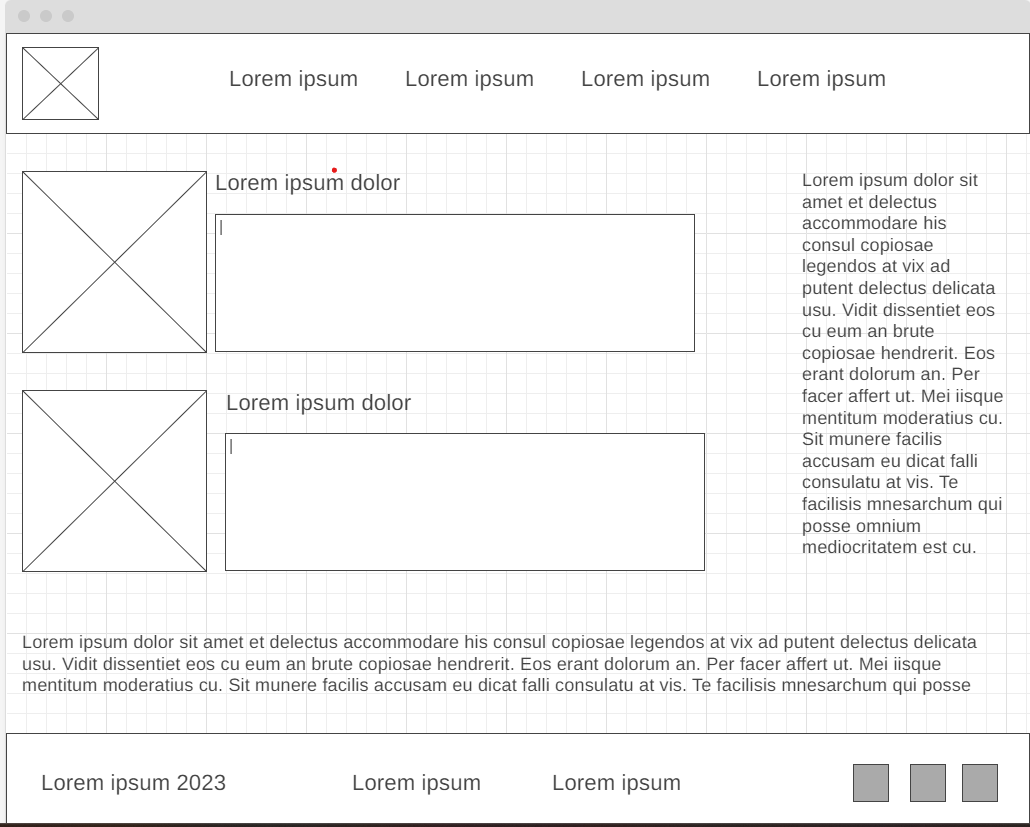 Lorem ipsum Lorem ipsum Lorem ipsum Lorem ipsum
Lorem ipsum dolor
Lorem ipsum dolor
Lorem ipsum dolor sit
amet et delectus
accommodare his
consul copiosae
legendos at vix ad
putent delectus delicata
usu. Vidit dissentiet eos
cu eum an brute
copiosae hendrerit. Eos
erant dolorum an. Per
facer affert ut. Mei iisque
mentitum moderatius cu.
Sit munere facilis
accusam eu dicat falli
consulatu at vis. Te
facilisis mnesarchum qui
posse omnium
mediocritatem est cu.
Lorem ipsum dolor sit amet et delectus accommodare his consul copiosae legendos at vix ad putent delectus delicata
usu. Vidit dissentiet eos cu eum an brute copiosae hendrerit. Eos erant dolorum an. Per facer affert ut. Mei iisque
mentitum moderatius cu. Sit munere facilis accusam eu dicat falli consulatu at vis. Te facilisis mnesarchum qui posse
Lorem ipsum 2023 Lorem ipsum Lorem ipsum